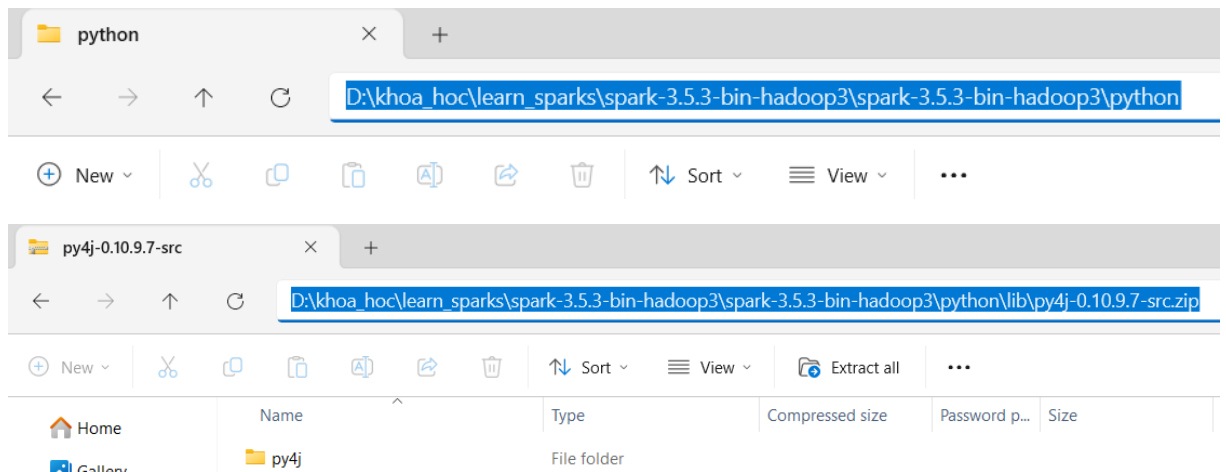 python
D:\khoa_hoc\learn_sparks\spark-3.5.3-bin-hadoop3\spark-3.5.3-bin-hadoop3\python
New Sort View
py4j-0.10.9.7-src
D:\khoa_hoc\learn_sparks\spark-3.5.3-bin-hadoop3\spark-3.5.3-bin-hadoop3\python\lib\py4j-0.10.9.7-src.zip
New Sort View Extract all
Name Type Compressed size Password p... Size
Home
py4j File folder
Gallery